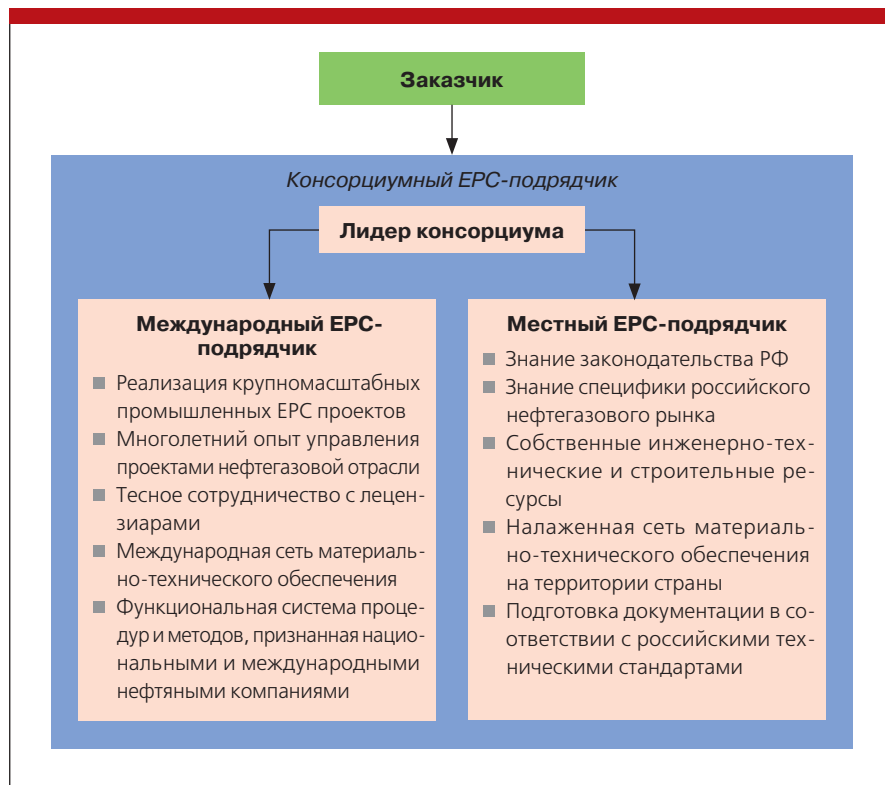 Заказчик
Консорциумный EPC-подрядчик
Лидер консорциума
Международный EPC-
подрядчик
Реализация крупномасштабных
промышленных EPC проектов
Многолетний опыт управления
проектами нефтегазовой отрасли
Тесное сотрудничество с лецен-
зиарами
Международная сеть материаль-
но-технического обеспечения
Функциональная система проце-
дур и методов, признанная нацио-
нальными и международными
нефтяными компаниями
Местный EPC-подрядчик
Знание законодательства РФ
Знание специфики российского
нефтегазового рынка
Собственные инженерно-тех-
нические и строительные ре-
сурсы
Налаженная сеть материаль-
но-технического обеспечения
на территории страны
Подготовка документации в со-
ответствии с российскими тех-
ническими стандартами